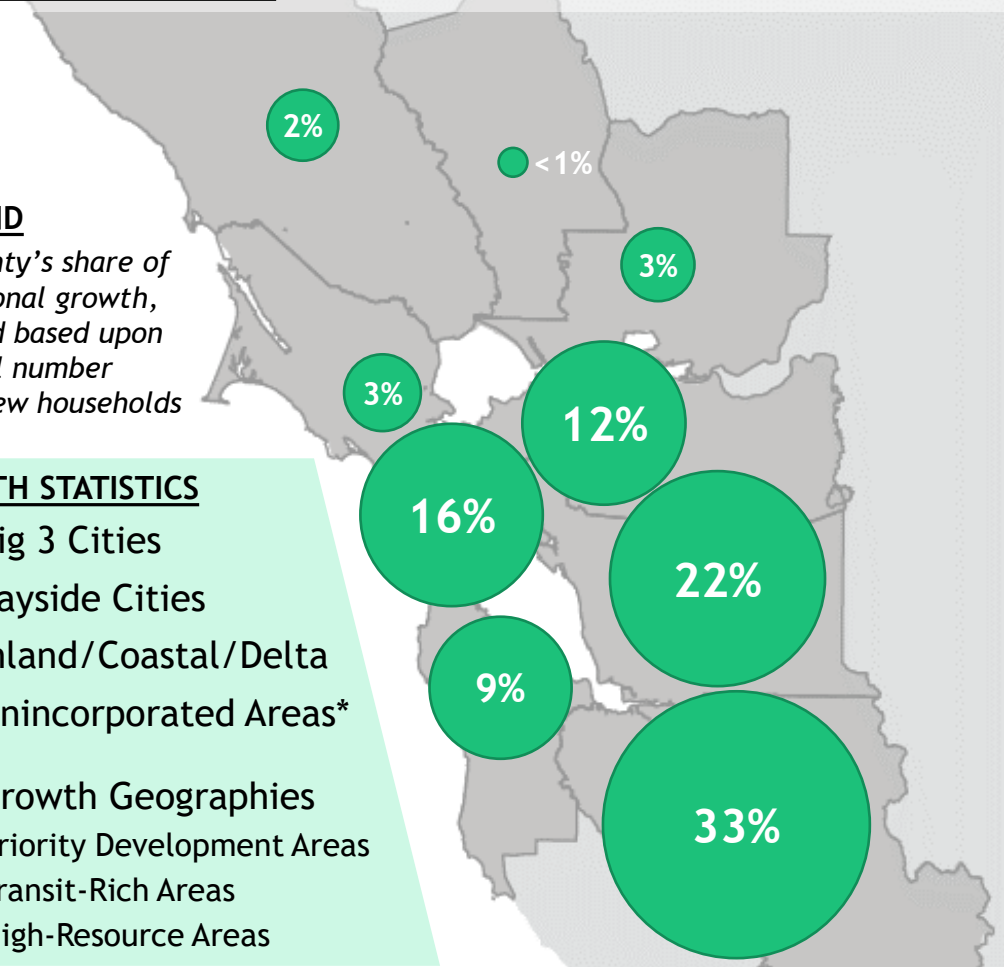 ND
nty’s share of
onal growth,
d based upon
l number
ew households
TH STATISTICS
ig 3 Cities
ayside Cities
nland/Coastal/Delta
nincorporated Areas*
rowth Geographies
riority Development Areas
ransit-Rich Areas
igh-Resource Areas
2%
<1%
3%
3%
12%
16%
22%
9%
33%